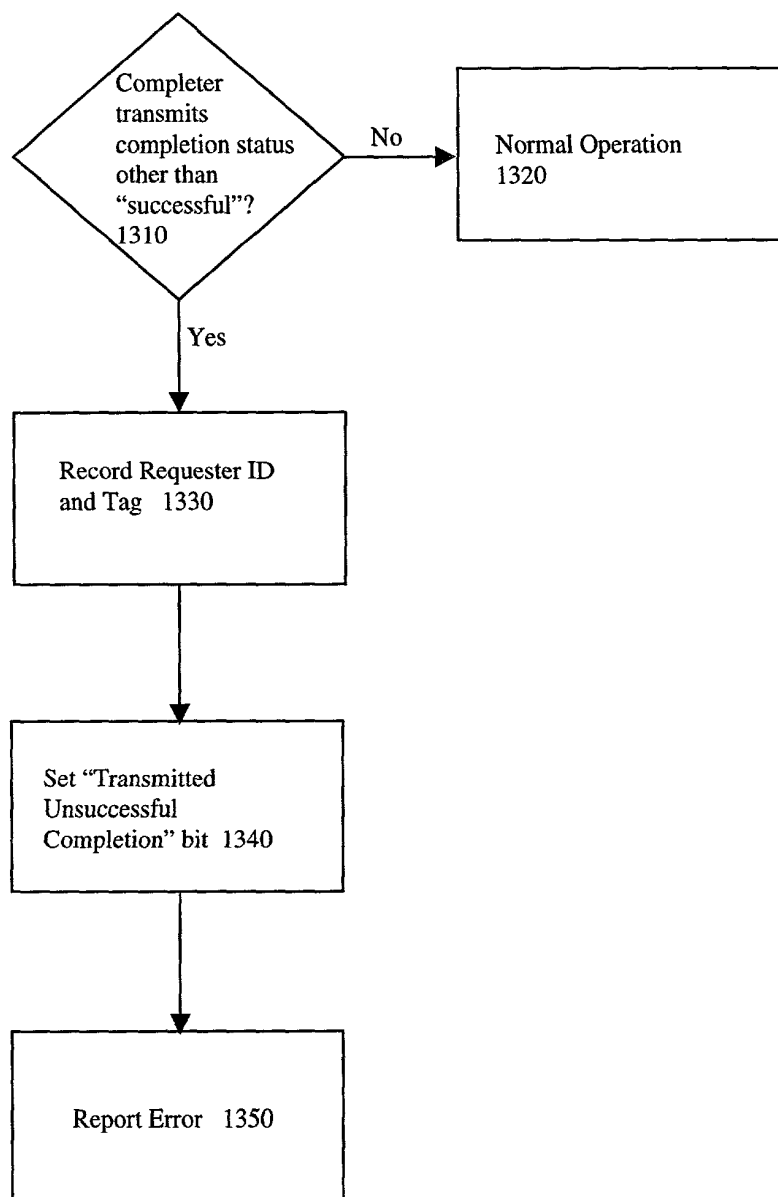 Completer
transmits
completion status
other than
“successful”?
1310
No
Normal Operation
1320
Yes
Record Requester ID
and Tag 1330
Set “Transmitted
Unsuccessful
Completion” bit 1340
Report Error 1350